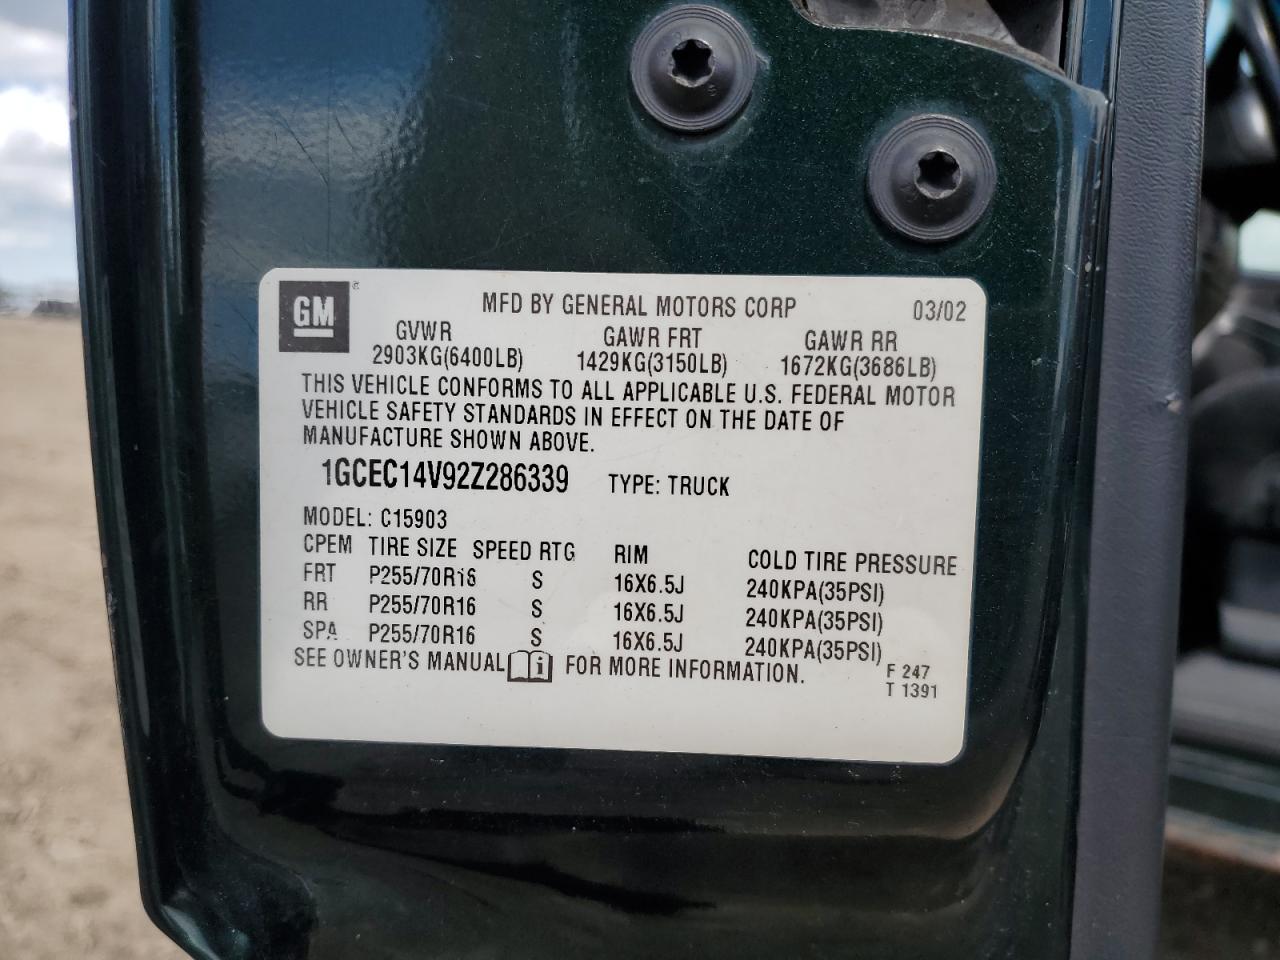 GM®
MFD BY GENERAL MOTORS CORP 03/02
GVWR GAWR FRT GAWR RR
2903KG(6400LB) 1429KG(3150LB) 1672KG(3686LB)
THIS VEHICLE CONFORMS TO ALL APPLICABLE U.S. FEDERAL MOTOR
VEHICLE SAFETY STANDARDS IN EFFECT ON THE DATE OF
MANUFACTURE SHOWN ABOVE.
1GCEC14V92Z286339 TYPE: TRUCK
MODEL: C15903
CPEM TIRE SIZE SPEED RTG RIM COLD TIRE PRESSURE
FRT P255/70R16 S 16X6.5J 240KPA(35PSI)
RR P255/70R16 S 16X6.5J 240KPA(35PSI)
SPA P255/70R16 S 16X6.5J 240KPA(35PSI)
SEE OWNER'S MANUAL i FOR MORE INFORMATION.
F 247
T 1391